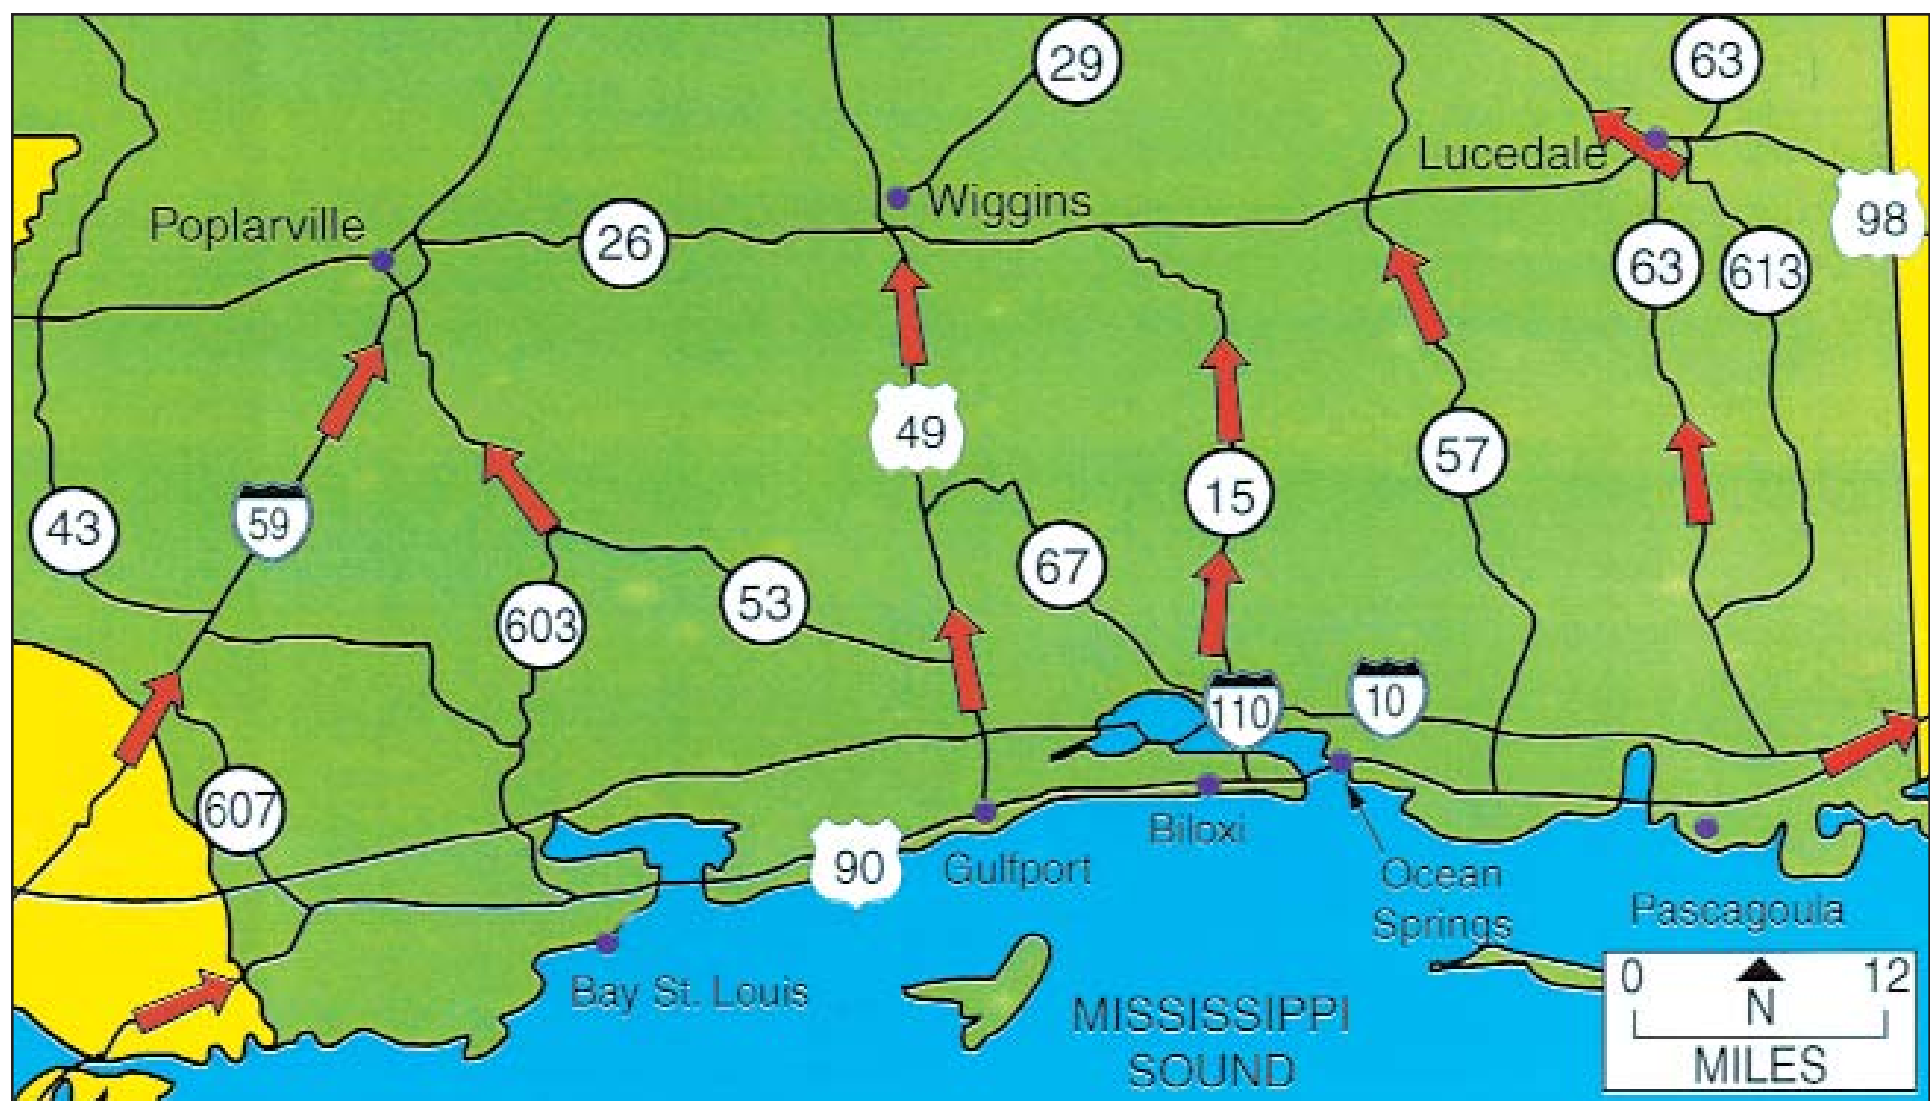 29
63
Lucedale
Wiggins
Poplarville
26
98
63
613
49
57
15
43
59
67
53
603
110
10
607
Biloxi
90
Gulfport
Ocean
Springs
Pascagoula
Bay St. Louis
MISSISSIPPI
SOUND
0 12
N
MILES